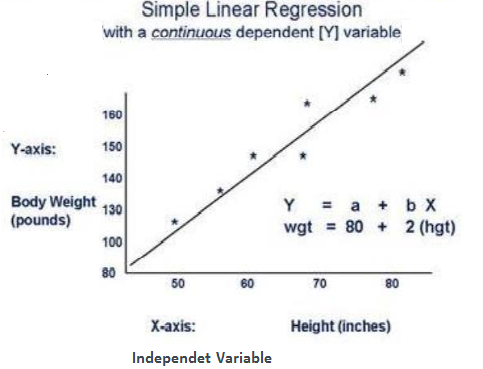 Simple Linear Regression
with a continuous dependent [Y] variable
160
Y-axis:
150
140
Body Weight
(pounds)
130
Y = a + b X
wgt = 80 + 2 (hgt)
100
80
50 60 70 80
X-axis: Height (inches)
Independet Variable